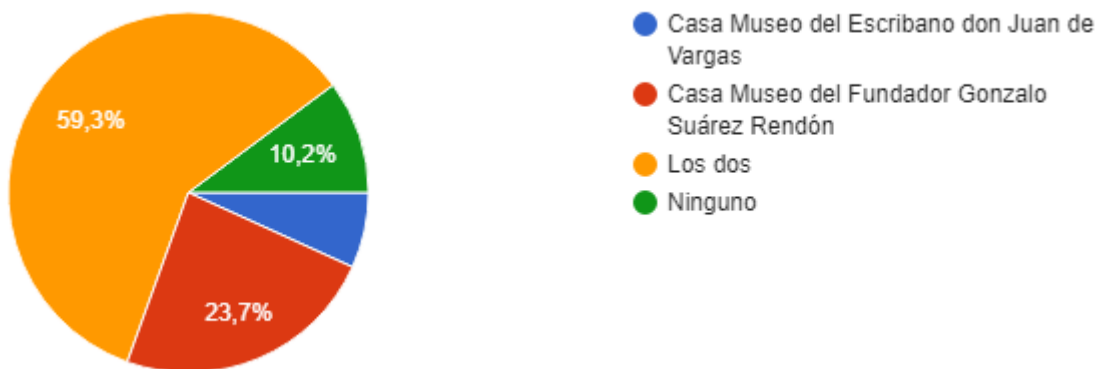 59,3%
10,2%
23,7%
Casa Museo del Escribano don Juan de
Vargas
Casa Museo del Fundador Gonzalo
Suárez Rendón
Los dos
Ninguno